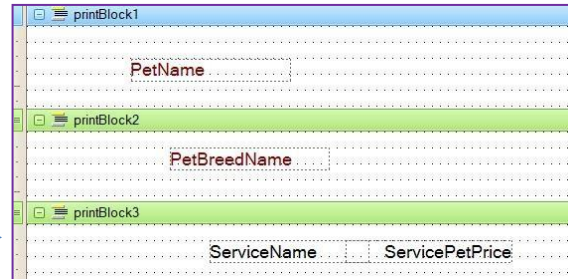 printBlock1
PetName
printBlock2
PetBreedName
printBlock3
ServiceName ServicePetPrice